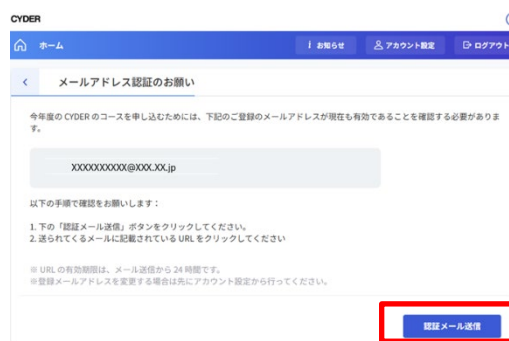 CYDER
ホーム
お知らせ
アカウント設定
ログアウト
メールアドレス認証のお願い
今年度の CYDER のコースを申し込むためには、下記のご登録のメールアドレスが現在も有効であることを確認する必要がありま
す。
XXXXXXXXXX@XXX.XX.jp
以下の手順で確認をお願いします：
1. 下の「認証メール送信」ボタンをクリックしてください。
2. 送られてくるメールに記載されている URL をクリックしてください
※ URL の有効期限は、メール送信から 24 時間です。
※登録メールアドレスを変更する場合は先にアカウント設定から行ってください。
認証メール送信